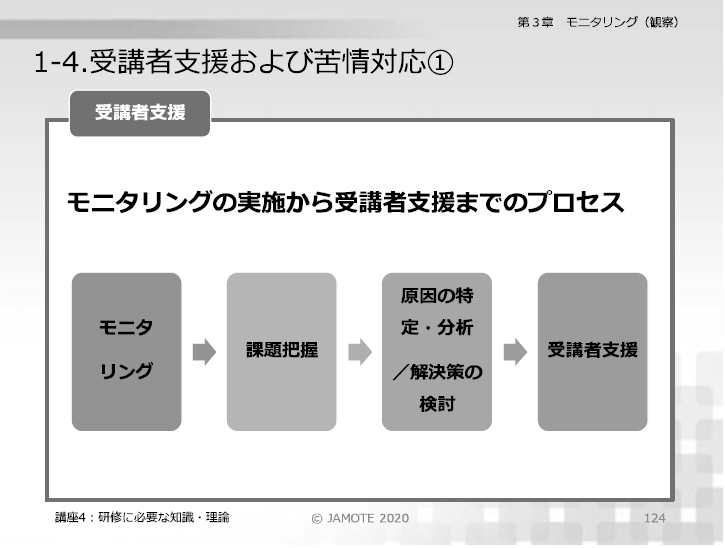 第３章　モニタリング（観察）
1-4.受講者支援および苦情対応①
受講者支援
モニタリングの実施から受講者支援までのプロセス
モニタ
リング
課題把握
原因の特
定・分析
／解決策の
検討
受講者支援
講座4：研修に必要な知識・理論
© JAMOTE 2020
124